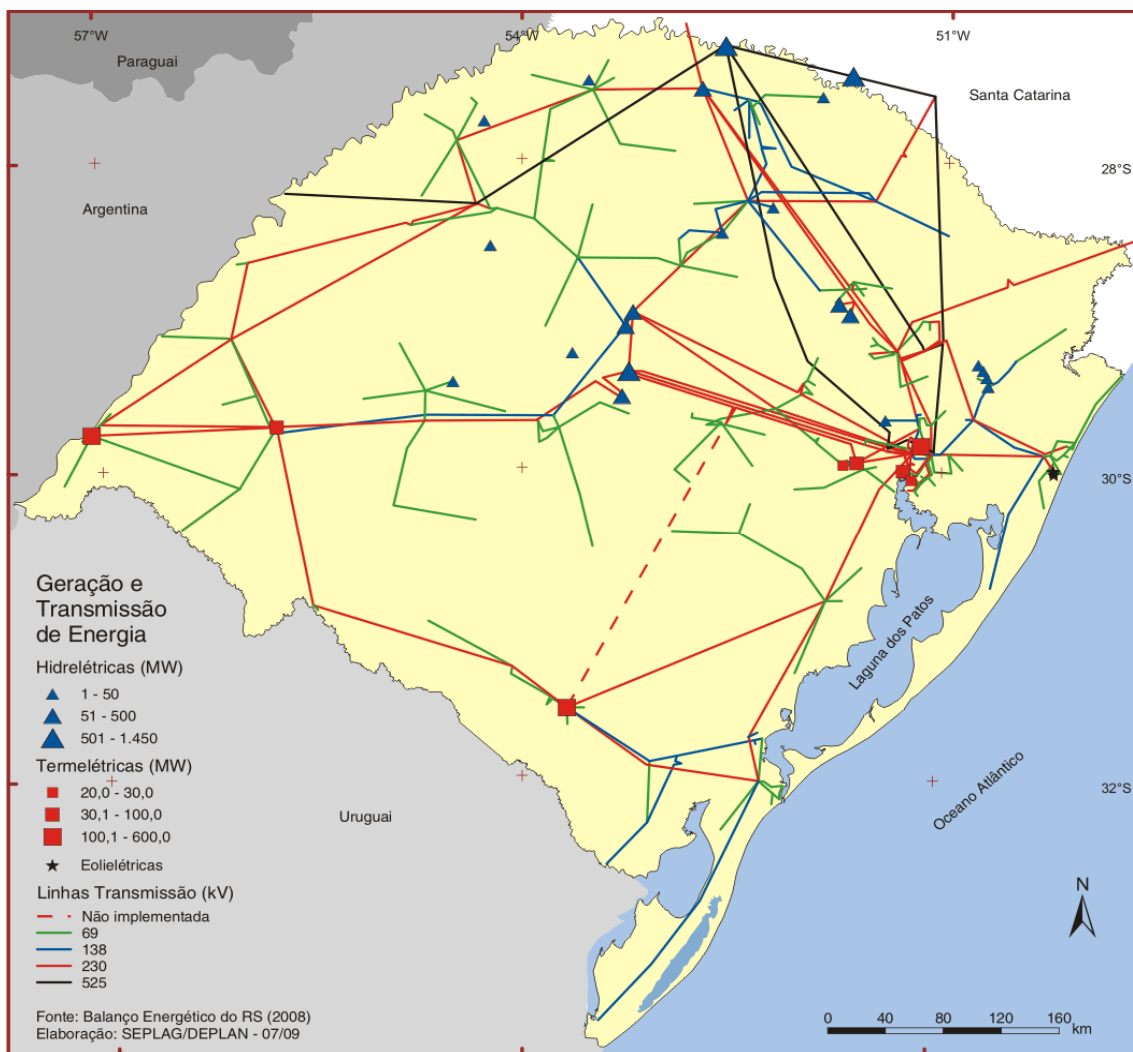 57°W
54°W
51°W
Paraguai
Santa Catarina
28°S
Argentina
30°S
Geração e
Transmissão
de Energia
Hidrelétricas (MW)
1 - 50
51 - 500
501 - 1.450
Termelétricas (MW)
20,0 - 30,0
30,1 - 100,0
100,1 - 600,0
Eolielétricas
Linhas Transmissão (kV)
Não implementada
69
138
230
525
Fonte: Balanço Energético do RS (2008)
Elaboração: SEPLAG/DEPLAN - 07/09
Uruguai
Laguna dos Patos
Oceano Atlântico
32°S
N
0 40 80 120 160
km